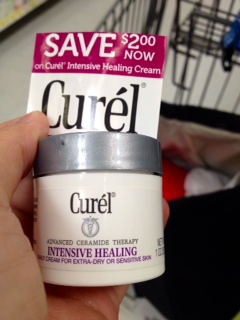 SAVE $2.00 NOW
on Curél® Intensive Healing Cream
Curél®
Curél®
ADVANCED CERAMIDE THERAPY
INTENSIVE HEALING
CREAM FOR EXTRA-DRY OR SENSITIVE SKIN